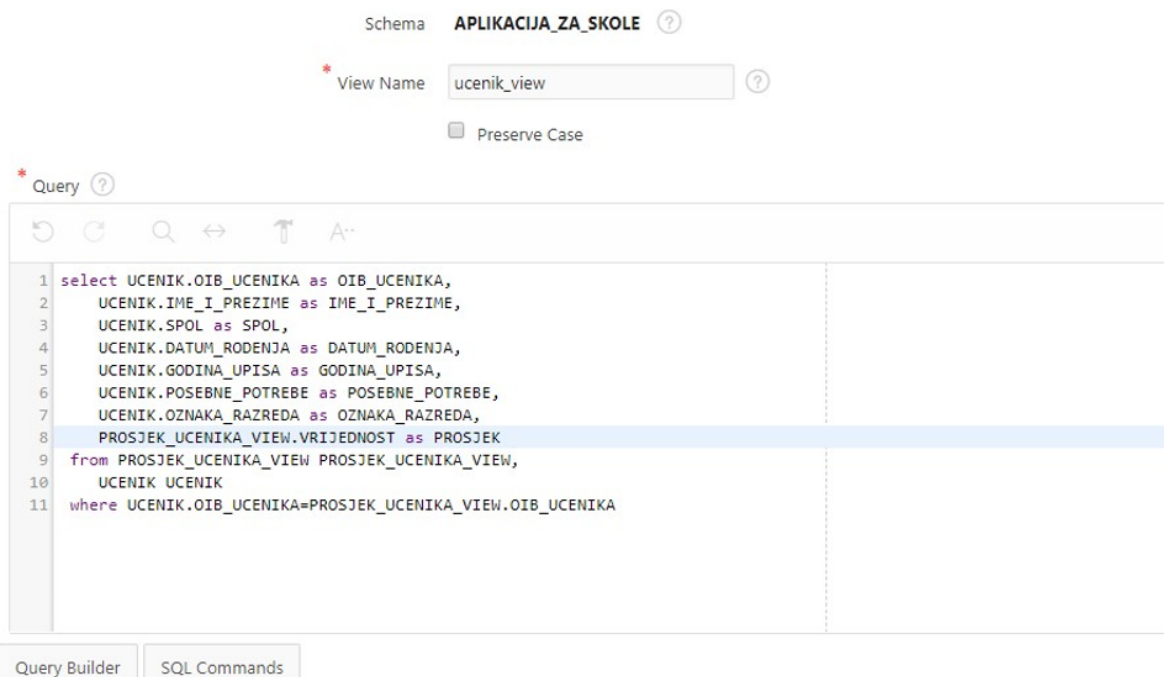 Schema APLIKACIJA_ZA_SKOLE ?
* View Name ucenik_view ?
Preserve Case
* Query ?
A
1 select UCENIK.OIB_UCENIKA as OIB_UCENIKA,
2 UCENIK.IME_I_PREZIME as IME_I_PREZIME,
3 UCENIK.SPOL as SPOL,
4 UCENIK.DATUM_RODENJA as DATUM_RODENJA,
5 UCENIK.GODINA_UPISA as GODINA_UPISA,
6 UCENIK.POSEBNE_POTREBE as POSEBNE_POTREBE,
7 UCENIK.OZNAKA_RAZREDA as OZNAKA_RAZREDA,
8 PROSJEK_UCENIKA_VIEW.VRIJEDNOST as PROSJEK
9 from PROSJEK_UCENIKA_VIEW PROSJEK_UCENIKA_VIEW,
10 UCENIK UCENIK
11 where UCENIK.OIB_UCENIKA=PROSJEK_UCENIKA_VIEW.OIB_UCENIKA
Query Builder SQL Commands